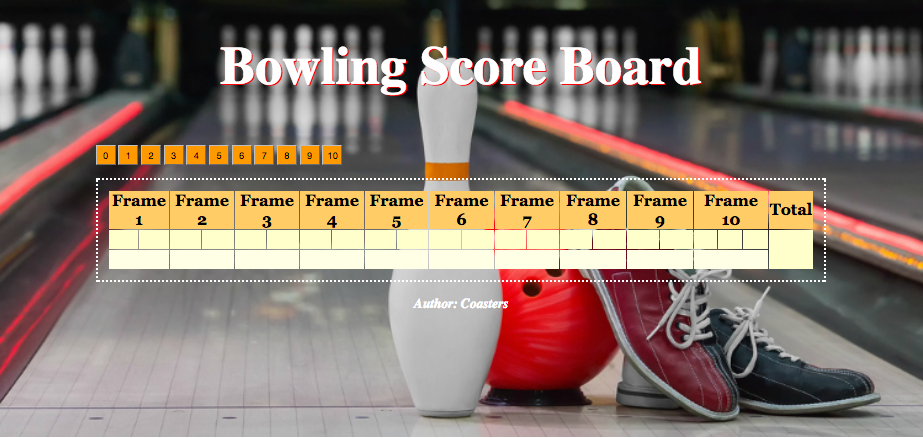 Bowling Score Board
0 1 2 3 4 5 6 7 8 9 10
Frame 1 Frame 2 Frame 3 Frame 4 Frame 5 Frame 6 Frame 7 Frame 8 Frame 9 Frame 10 Total
Author: Coasters